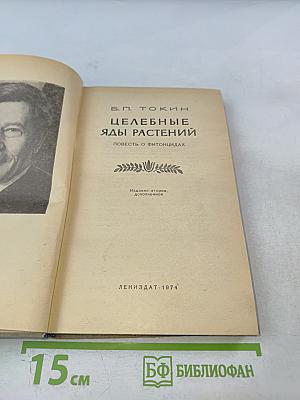 Б.П. ТОКИН
ЦЕЛЕБНЫЕ
ЯДЫ РАСТЕНИЙ
ПОВЕСТЬ О ФИТОНЦИДАХ
Издание второе,
дополненное
ЛЕНИЗДАТ·1974
15 см
БФ БИБЛИОФАН